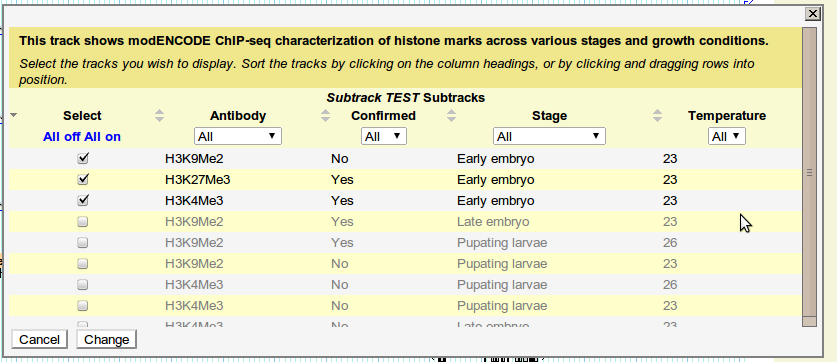 This track shows modENCODE ChIP-seq characterization of histone marks across various stages and growth conditions.
Select the tracks you wish to display. Sort the tracks by clicking on the column headings, or by clicking and dragging rows into
position.
Subtrack TEST Subtracks
Select Antibody Confirmed Stage Temperature
All off All on All All All All
H3K9Me2 No Early embryo 23
H3K27Me3 Yes Early embryo 23
H3K4Me3 Yes Early embryo 23
H3K9Me2 Yes Late embryo 23
H3K9Me2 Yes Pupating larvae 26
H3K9Me2 No Pupating larvae 23
H3K4Me3 No Pupating larvae 26
H3K4Me3 No Pupating larvae 23
H3K4Me3 No Late embryo 23
Cancel Change